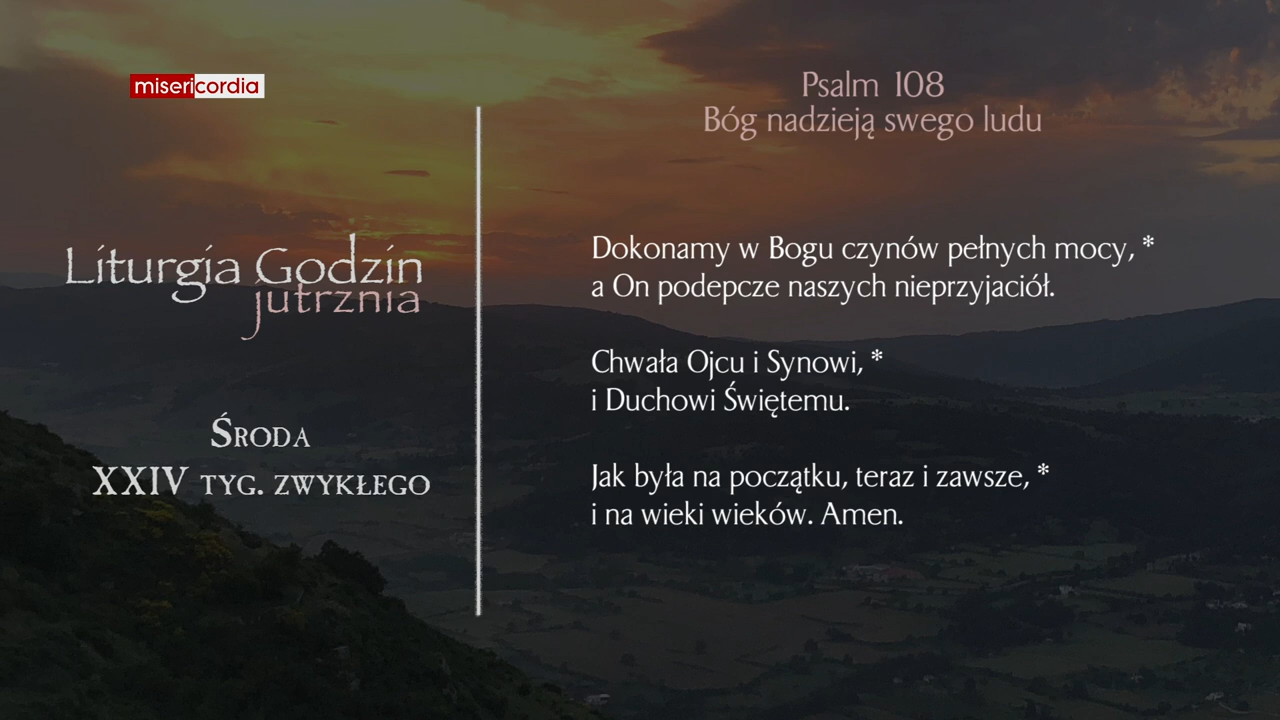 misericordia
Liturgia Godzin
jutrznia
Środa
XXIV tyg. zwykłego
Psalm 108
Bóg nadzieją swego ludu
Dokonamy w Bogu czynów pełnych mocy, *
a On podepcze naszych nieprzyjaciół.
Chwała Ojcu i Synowi, *
i Duchowi Świętemu.
Jak była na początku, teraz i zawsze, *
i na wieki wieków. Amen.